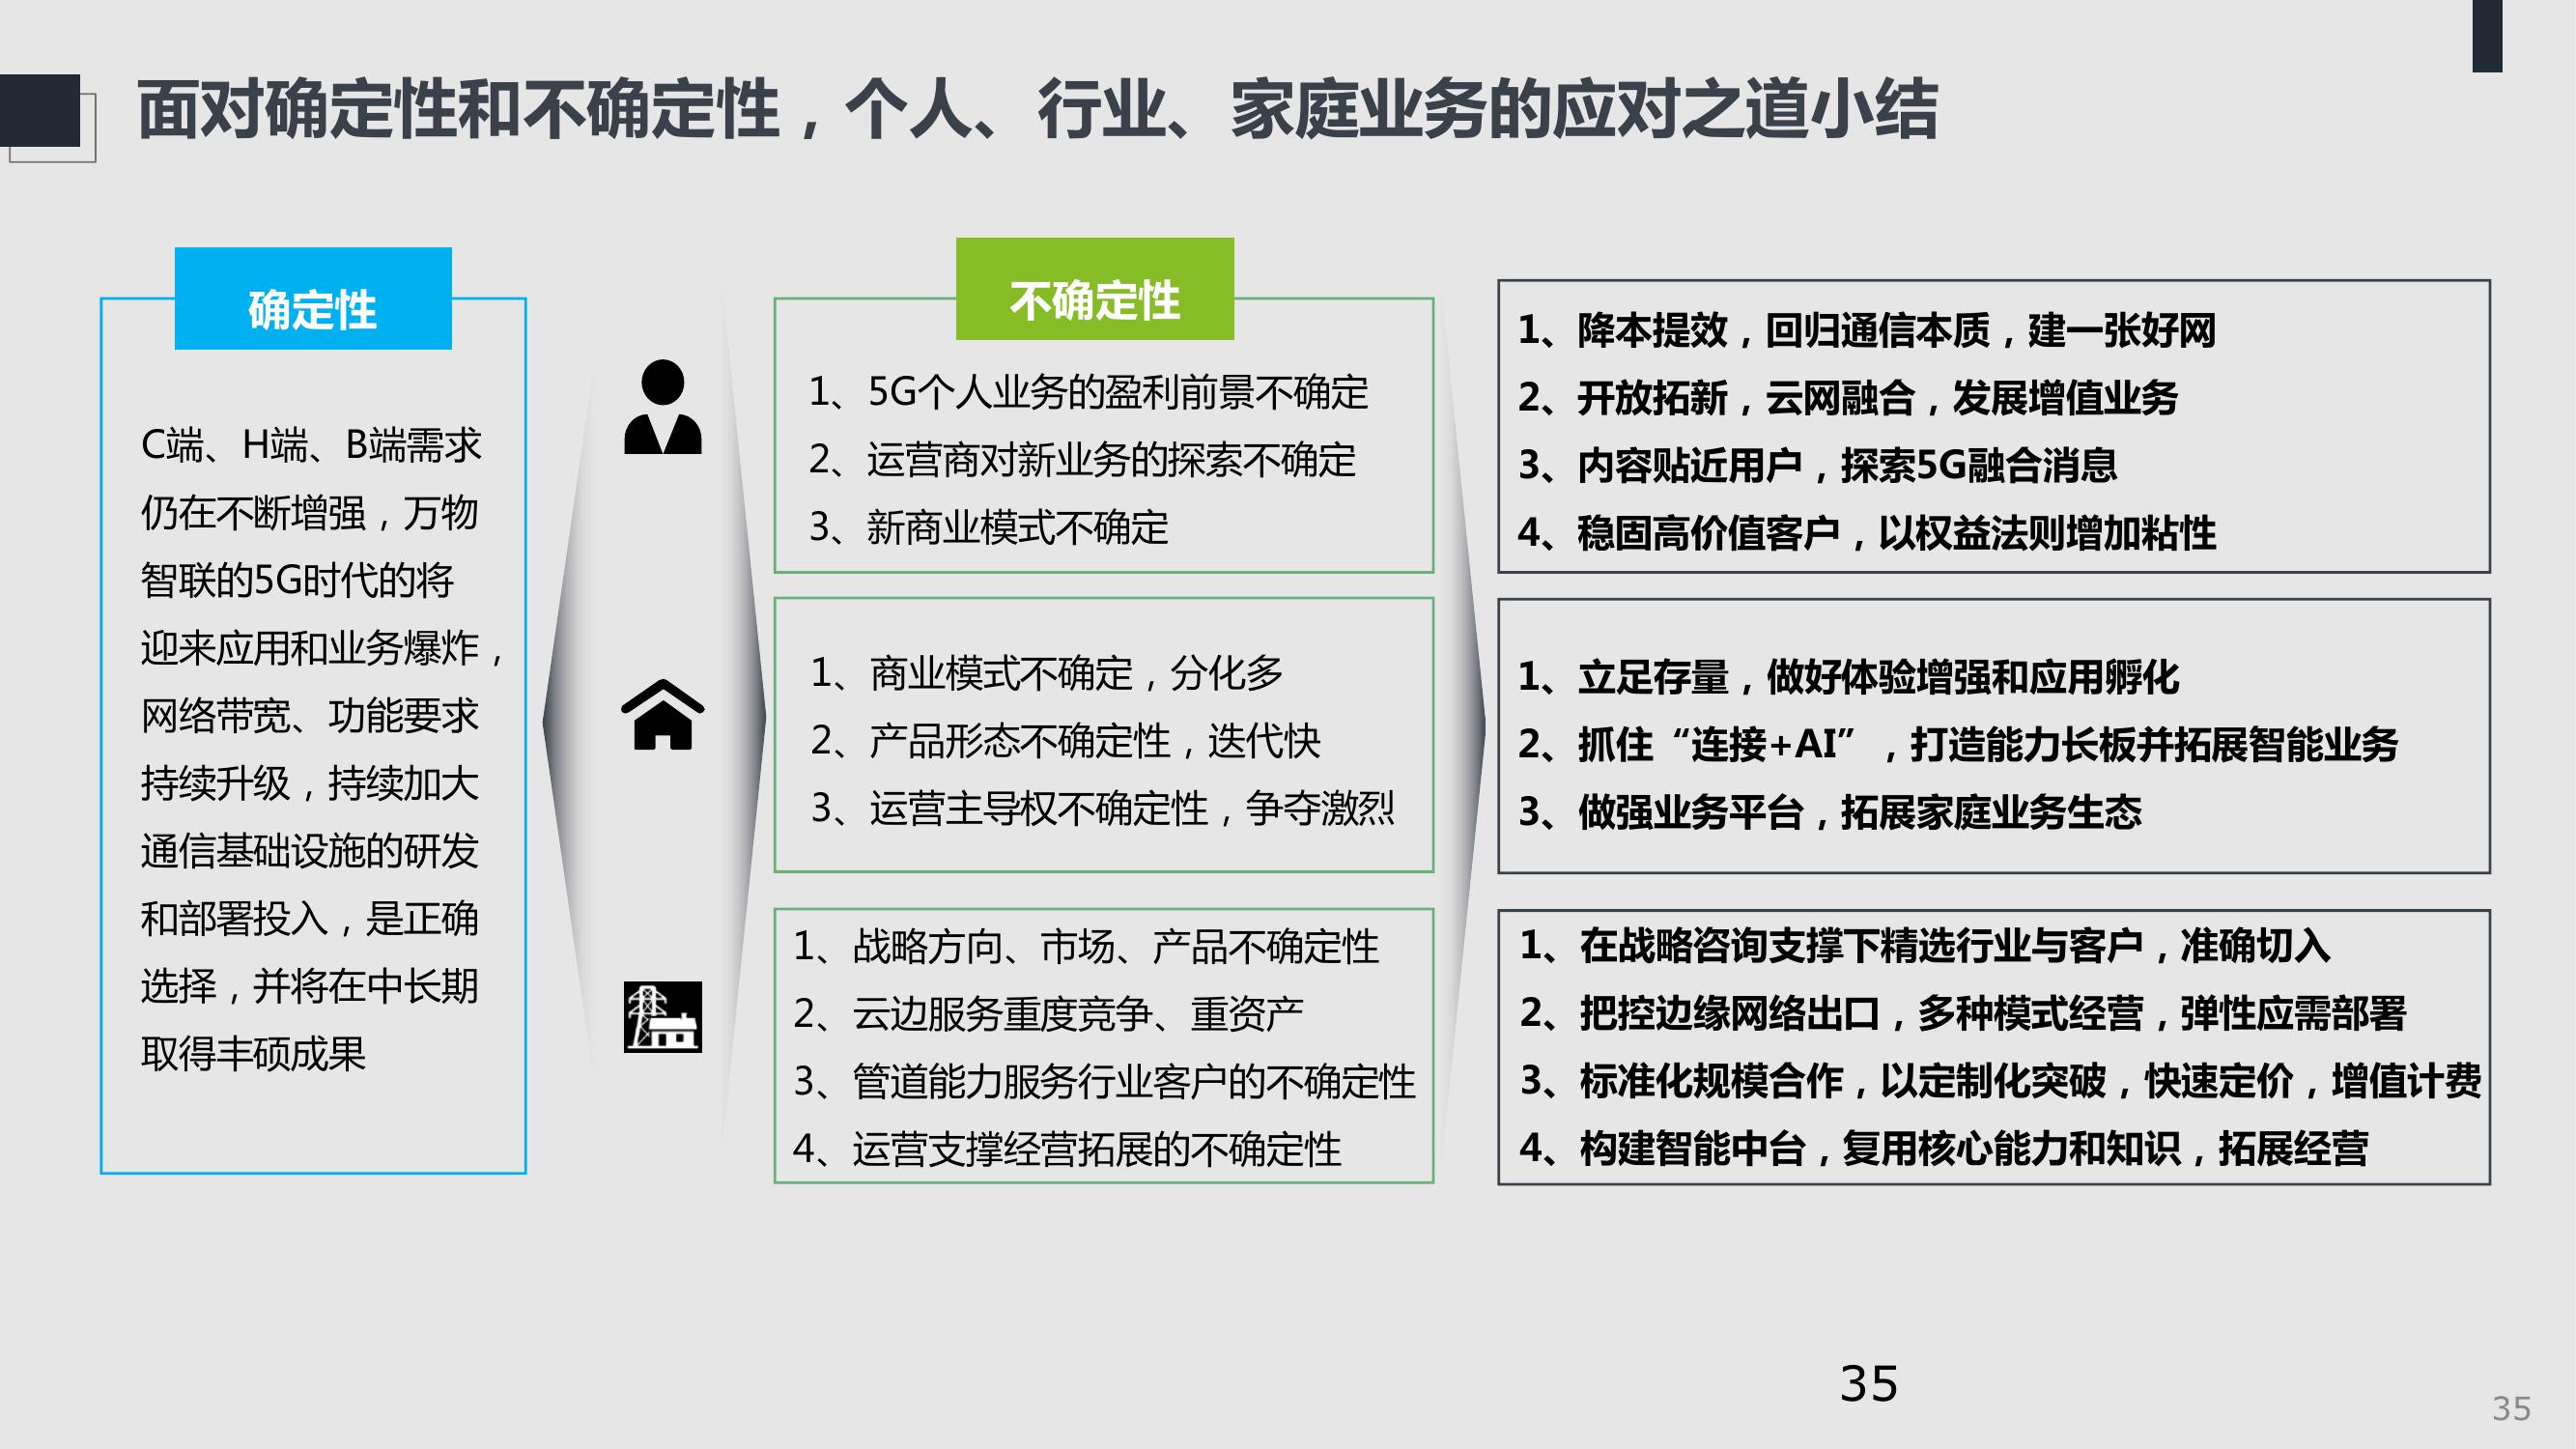 面对确定性和不确定性，个人、行业、家庭业务的应对之道小结
确定性
C端、H端、B端需求
仍在不断增强，万物
智联的5G时代的将
迎来应用和业务爆炸，
网络带宽、功能要求
持续升级，持续加大
通信基础设施的研发
和部署投入，是正确
选择，并将在中长期
取得丰硕成果
不确定性
1、5G个人业务的盈利前景不确定
2、运营商对新业务的探索不确定
3、新商业模式不确定
1、降本提效，回归通信本质，建一张好网
2、开放拓新，云网融合，发展增值业务
3、内容贴近用户，探索5G融合消息
4、稳固高价值客户，以权益法则增加粘性
1、商业模式不确定，分化多
2、产品形态不确定性，迭代快
3、运营主导权不确定性，争夺激烈
1、立足存量，做好体验增强和应用孵化
2、抓住“连接+AI”，打造能力长板并拓展智能业务
3、做强业务平台，拓展家庭业务生态
1、战略方向、市场、产品不确定性
2、云边服务重度竞争、重资产
3、管道能力服务行业客户的不确定性
4、运营支撑经营拓展的不确定性
1、在战略咨询支撑下精选行业与客户，准确切入
2、把控边缘网络出口，多种模式经营，弹性应需部署
3、标准化规模合作，以定制化突破，快速定价，增值计费
4、构建智能中台，复用核心能力和知识，拓展经营
35
35